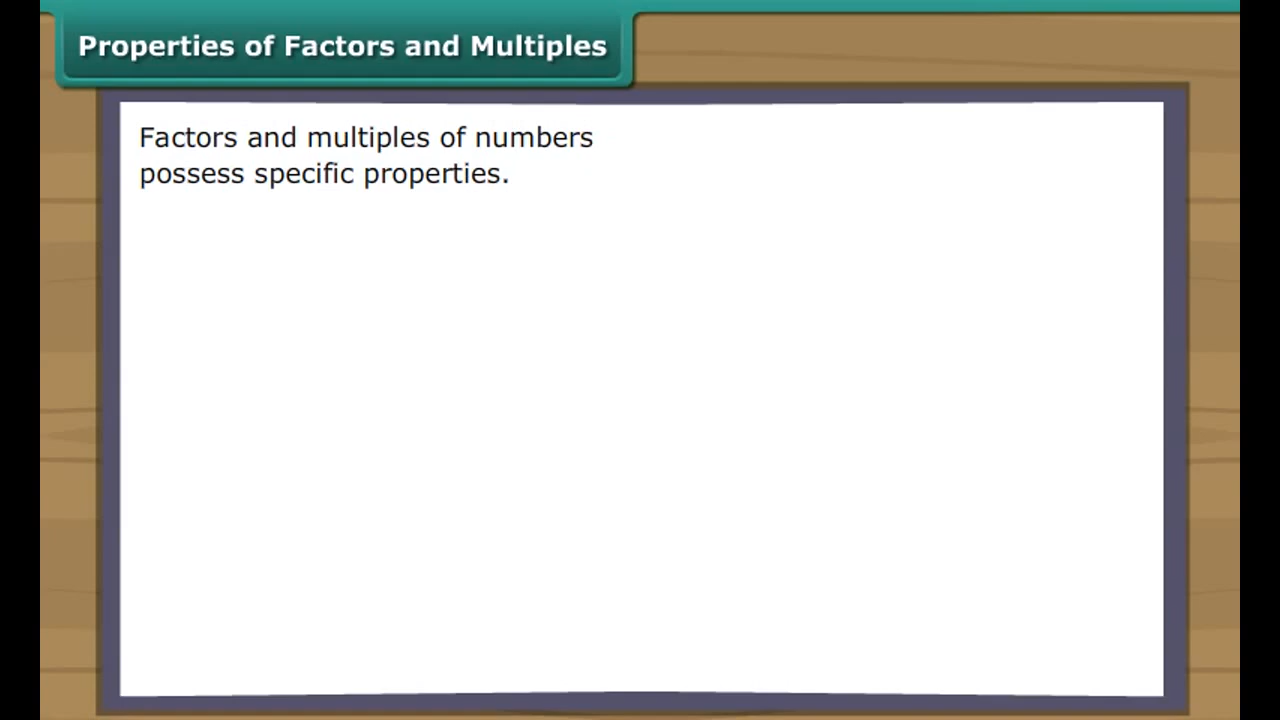 Properties of Factors and Multiples
Factors and multiples of numbers
possess specific properties.